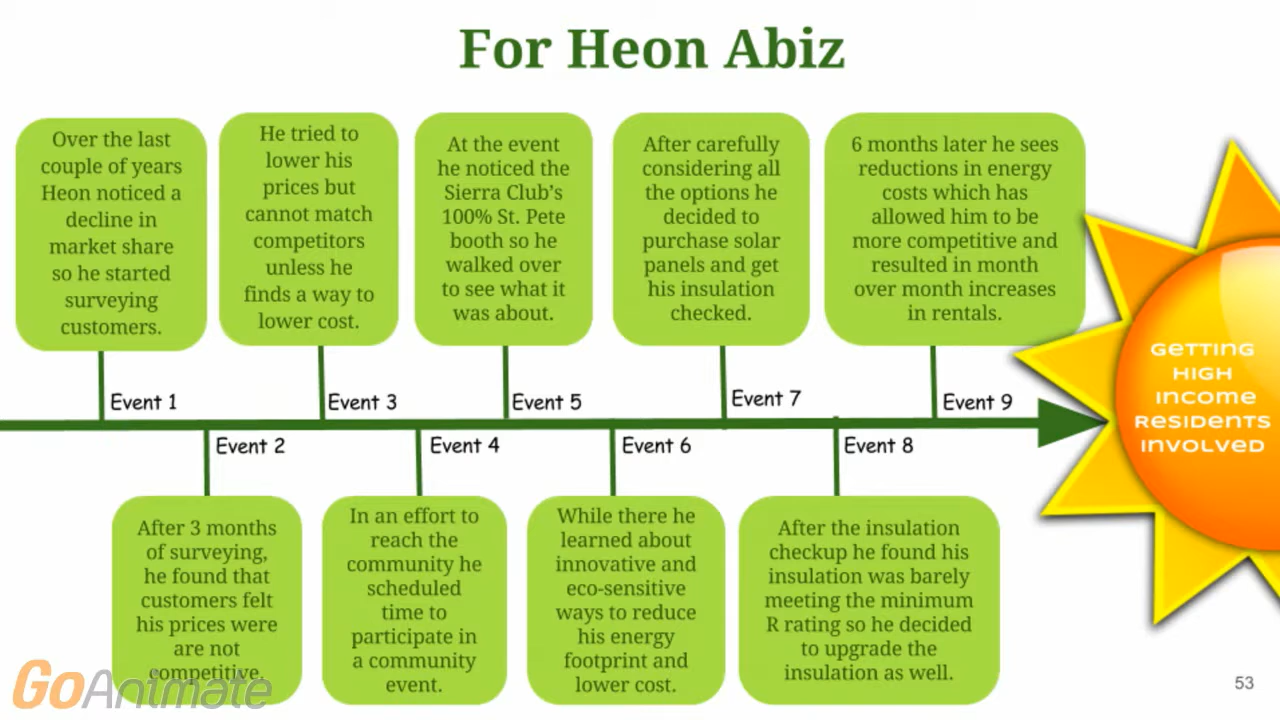 For Heon Abiz
Over the last
couple of years
Heon noticed a
decline in
market share
so he started
surveying
customers.
He tried to
lower his
prices but
cannot match
competitors
unless he
finds a way to
lower cost.
At the event
he noticed the
Sierra Club's
100% St. Pete
booth so he
walked over
to see what it
was about.
After carefully
considering all
the options he
decided to
purchase solar
panels and get
his insulation
checked.
6 months later he sees
reductions in energy
costs which has
allowed him to be
more competitive and
resulted in month
over month increases
in rentals.
Event 1
Event 3
Event 5
Event 7
Event 9
GETTING
HIGH
INCOME
RESIDENTS
INVOLVED
Event 2
Event 4
Event 6
Event 8
After 3 months
of surveying,
he found that
customers felt
his prices were
are not
competitive.
In an effort to
reach the
community he
scheduled
time to
participate in
a community
event.
While there he
learned about
innovative and
eco-sensitive
ways to reduce
his energy
footprint and
lower cost.
After the insulation
checkup he found his
insulation was barely
meeting the minimum
R rating so he decided
to upgrade the
insulation as well.
GoAnimate
53